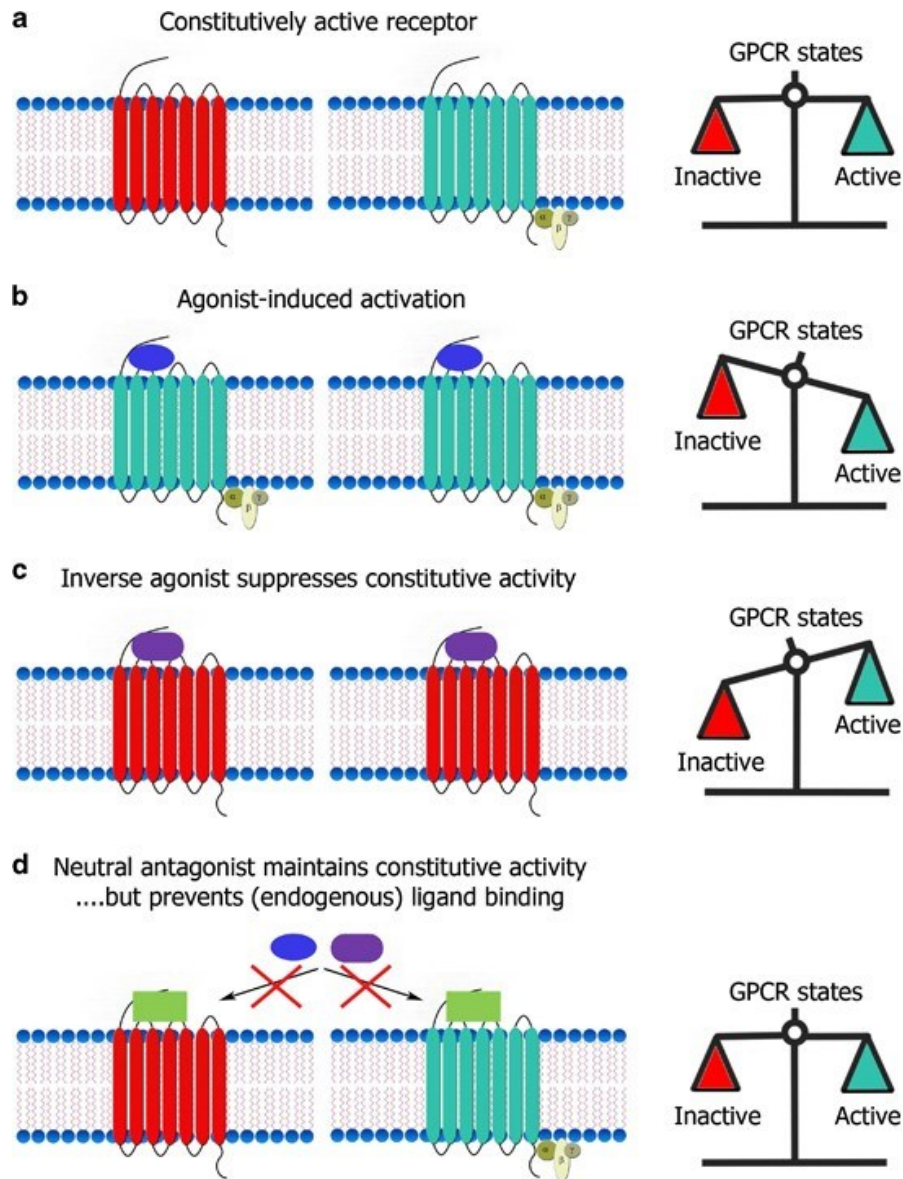 a Constitutively active receptor
GPCR states
Inactive
Active
α
β
γ
b Agonist-induced activation
GPCR states
Inactive
Active
α
β
γ
α
β
γ
c Inverse agonist suppresses constitutive activity
GPCR states
Inactive
Active
d Neutral antagonist maintains constitutive activity
....but prevents (endogenous) ligand binding
GPCR states
Inactive
Active
α
β
γ